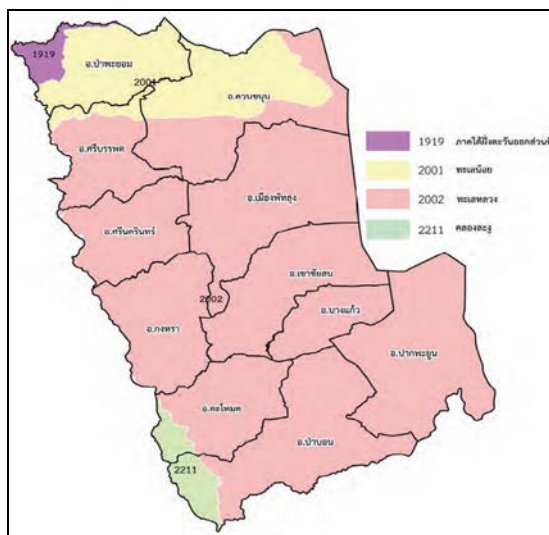 1919
อ.ป่าพะยอม
2001
อ.ควนขนุน
อ.ศรีบรรพต
1919 ภาคใต้ฝั่งตะวันออกส่วนที่
2001 ทะเลน้อย
2002 ทะเลหลวง
2211 คลองละงู
อ.เมืองพัทลุง
อ.ศรีนครินทร์
อ.เขาชัยสน
2002
อ.บางแก้ว
อ.กงหรา
อ.ปากพะยูน
อ.ตะโหมด
อ.ป่าบอน
2211